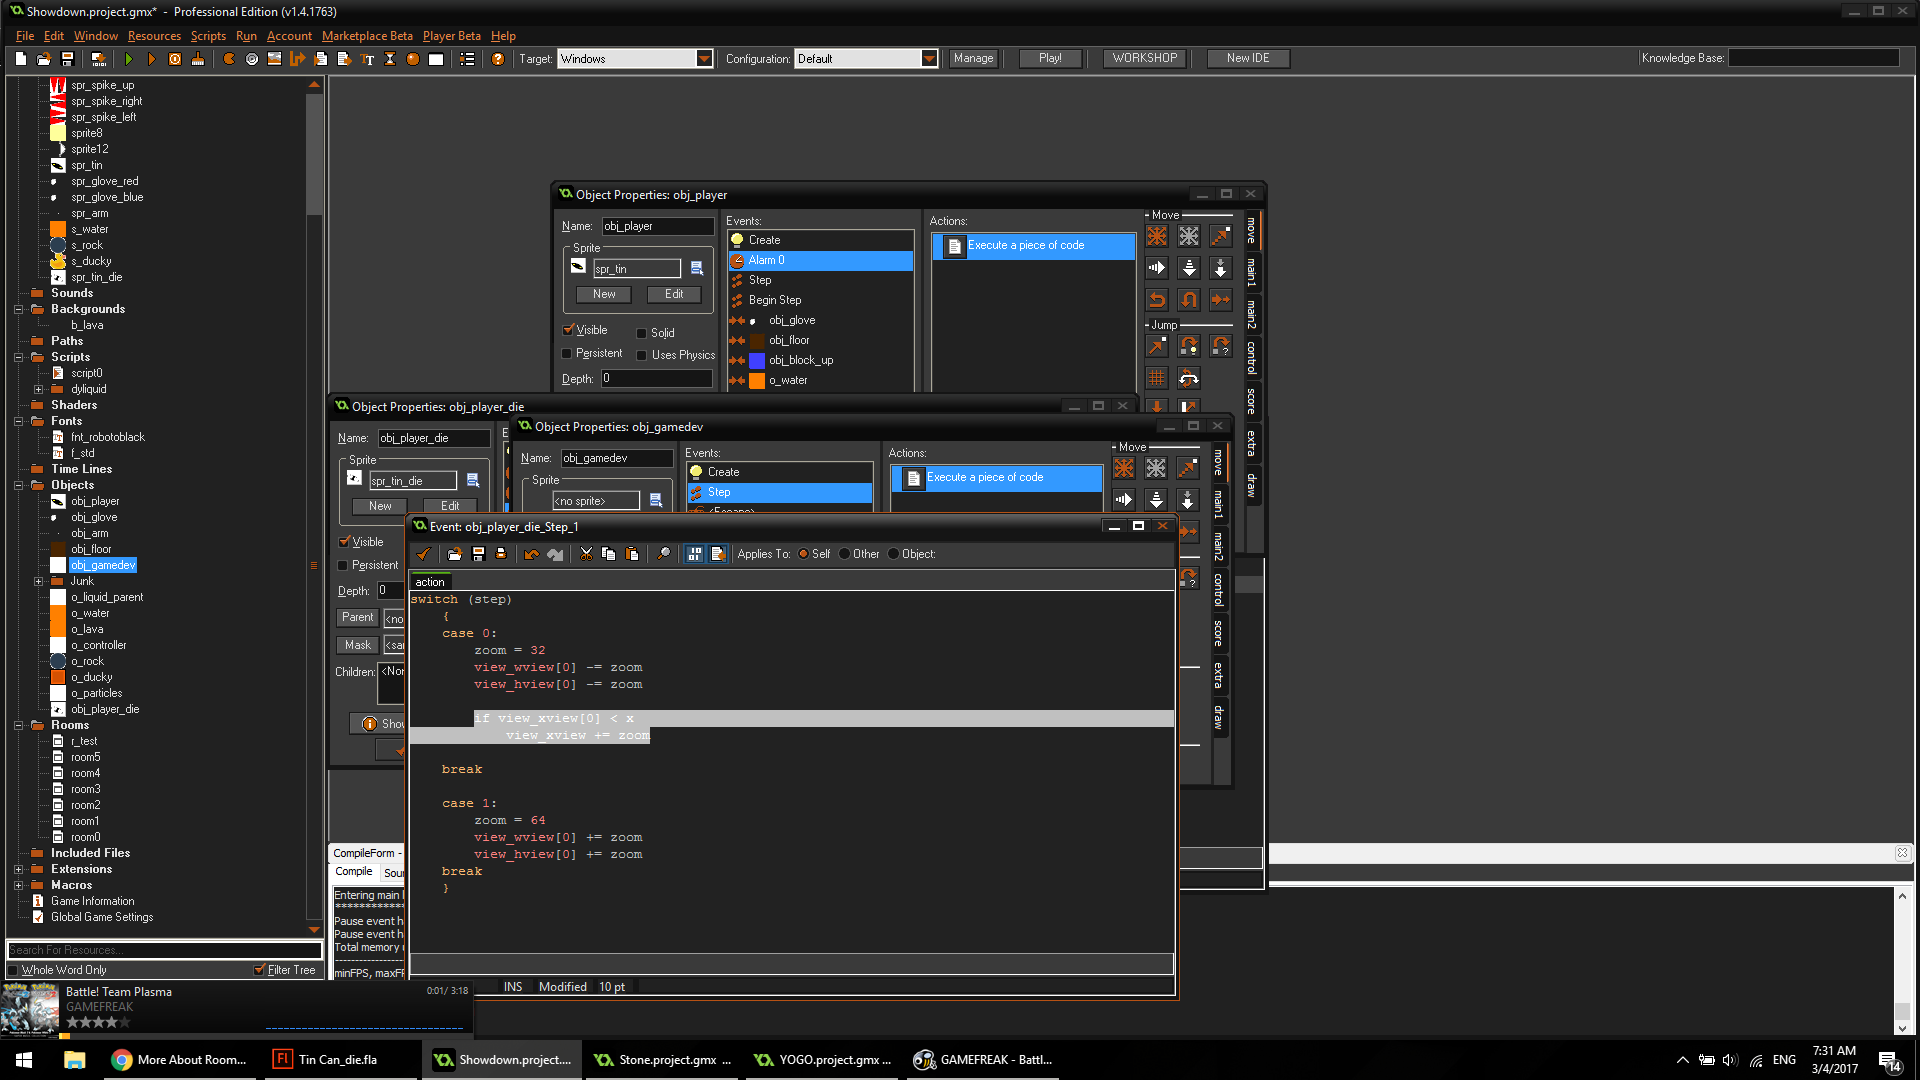 Showdown.project.gmx* - Professional Edition (v1.4.1763)
File Edit Window Resources Scripts Run Account Marketplace Beta Player Beta Help
Target: Windows Configuration: Default Manage Play! WORKSHOP New IDE Knowledge Base:
spr_spike_up
spr_spike_right
spr_spike_left
sprite8
sprite12
spr_tin
spr_glove_red
spr_glove_blue
spr_arm
s_water
s_rock
s_ducky
spr_tin_die
Sounds
Backgrounds
b_lava
Paths
Scripts
script0
dyliquid
Shaders
Fonts
fnt_robotoblack
f_std
Time Lines
Objects
obj_player
obj_glove
obj_arm
obj_floor
obj_gamedev
Junk
o_liquid_parent
o_water
o_lava
o_controller
o_rock
o_ducky
o_particles
obj_player_die
Rooms
r_test
room5
room4
room3
room2
room1
room0
Included Files
Extensions
Macros
Game Information
Global Game Settings
Search For Resources...
Whole Word Only Filter Tree
Object Properties: obj_player
Name: obj_player
Sprite
spr_tin
New Edit
Visible Solid
Persistent Uses Physics
Depth: 0
Events:
Create
Alarm 0
Step
Begin Step
obj_glove
obj_floor
obj_block_up
o_water
Actions:
Execute a piece of code
Move
Jump
move
main1
main2
control
score
extra
draw
Object Properties: obj_player_die
Name: obj_player_die
Sprite
spr_tin_die
New Edit
Visible
Persistent
Depth: 0
Parent <no
Mask <sa
Children: <Non
Show
Object Properties: obj_gamedev
Name: obj_gamedev
Sprite
<no sprite>
Events:
Create
Step
<Escape>
Actions:
Execute a piece of code
Move
move
main1
main2
control
score
extra
draw
Event: obj_player_die_Step_1
Applies To: Self Other Object:
action
switch (step)
{
case 0:
zoom = 32
view_wview[0] -= zoom
view_hview[0] -= zoom
if view_xview[0] < x
view_xview += zoom
break
case 1:
zoom = 64
view_wview[0] += zoom
view_hview[0] += zoom
break
}
INS Modified 10 pt
CompileForm -
Compile Sou
Entering main l
*************
Pause event h
Pause event h
Total memory u
-------------
minFPS, maxFP
Battle! Team Plasma 0:01/ 3:18
GAMEFREAK
More About Room...
Tin Can_die.fla
Showdown.project....
Stone.project.gmx ...
YOGO.project.gmx ...
GAMEFREAK - Battl...
ENG
7:31 AM
3/4/2017
14